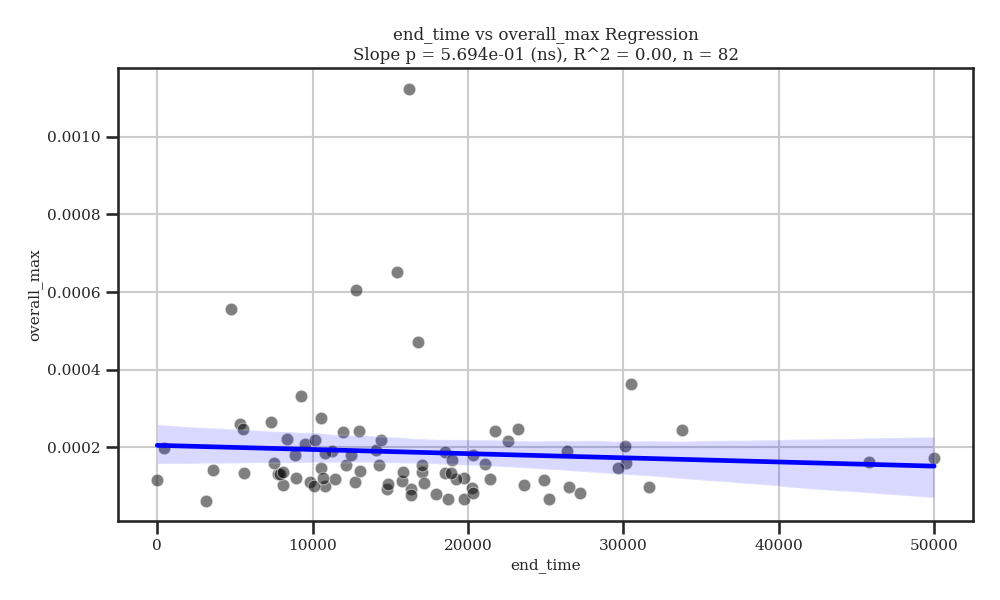 end_time vs overall_max Regression
Slope p = 5.694e-01 (ns), R^2 = 0.00, n = 82
overall_max
0.0010
0.0008
0.0006
0.0004
0.0002
0
10000
20000
30000
40000
50000
end_time